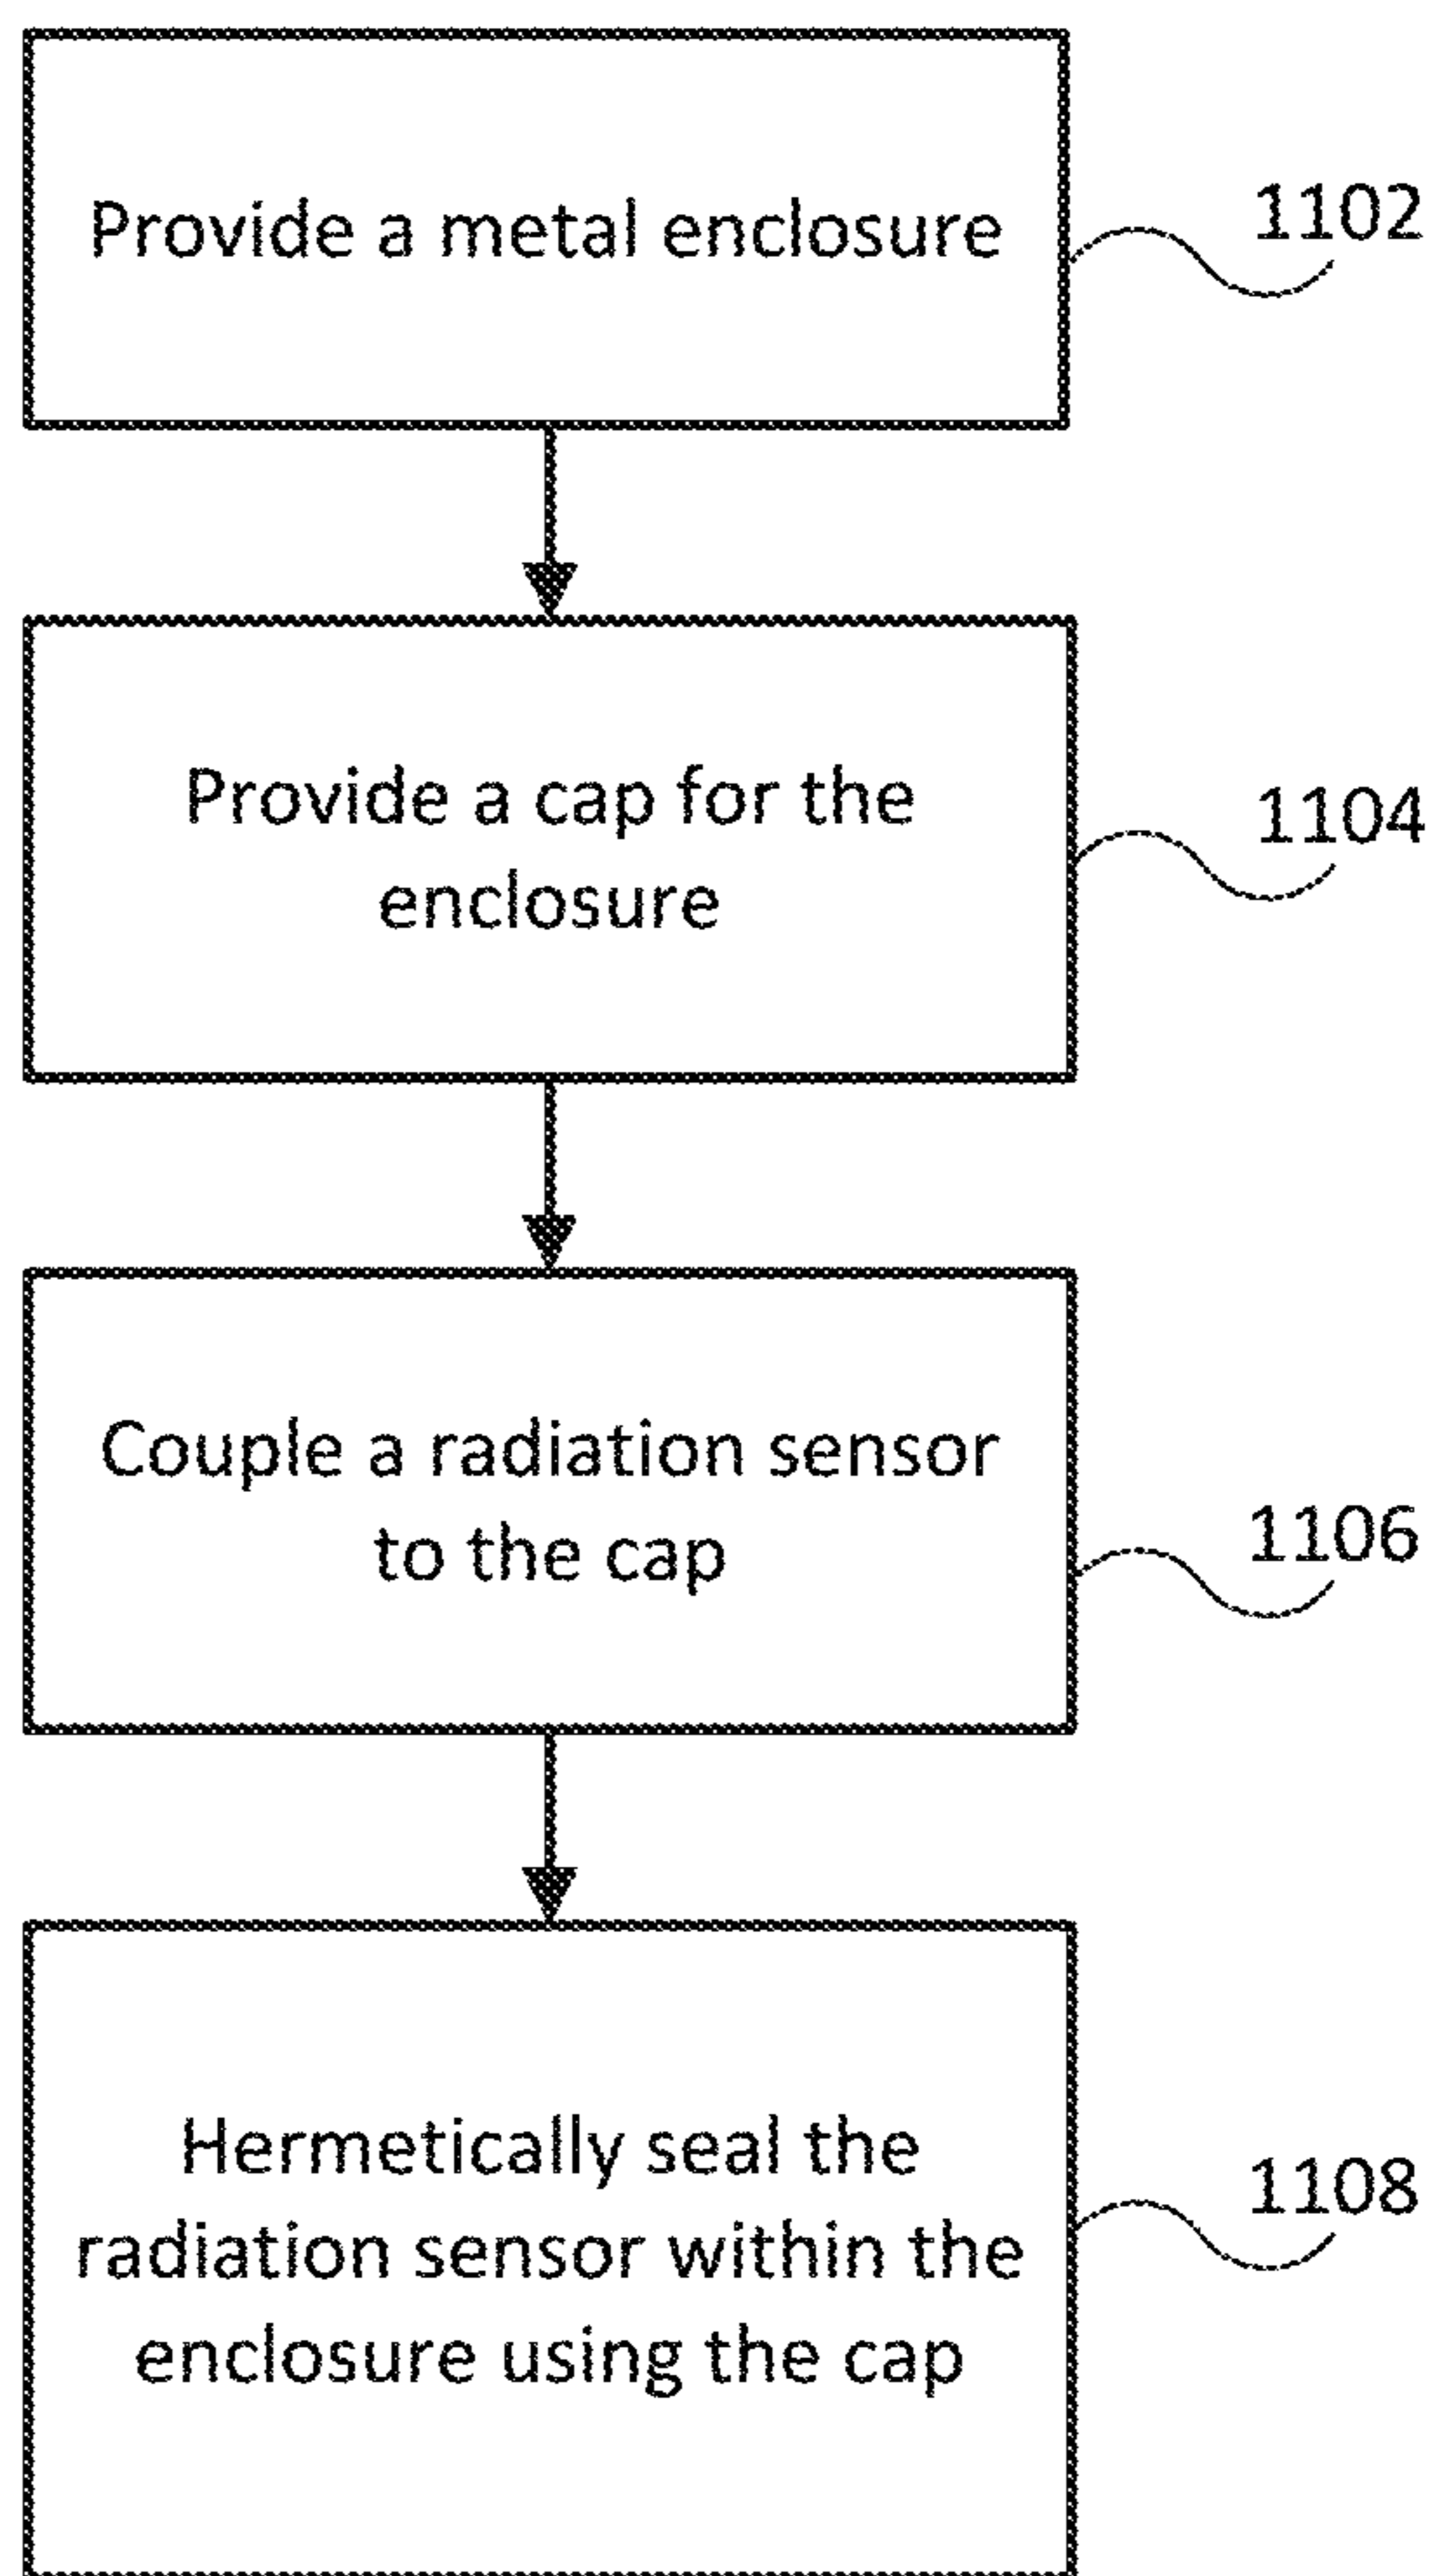 Provide a metal enclosure
1102
Provide a cap for the
enclosure
1104
Couple a radiation sensor
to the cap
1106
Hermetically seal the
radiation sensor within the
enclosure using the cap
1108